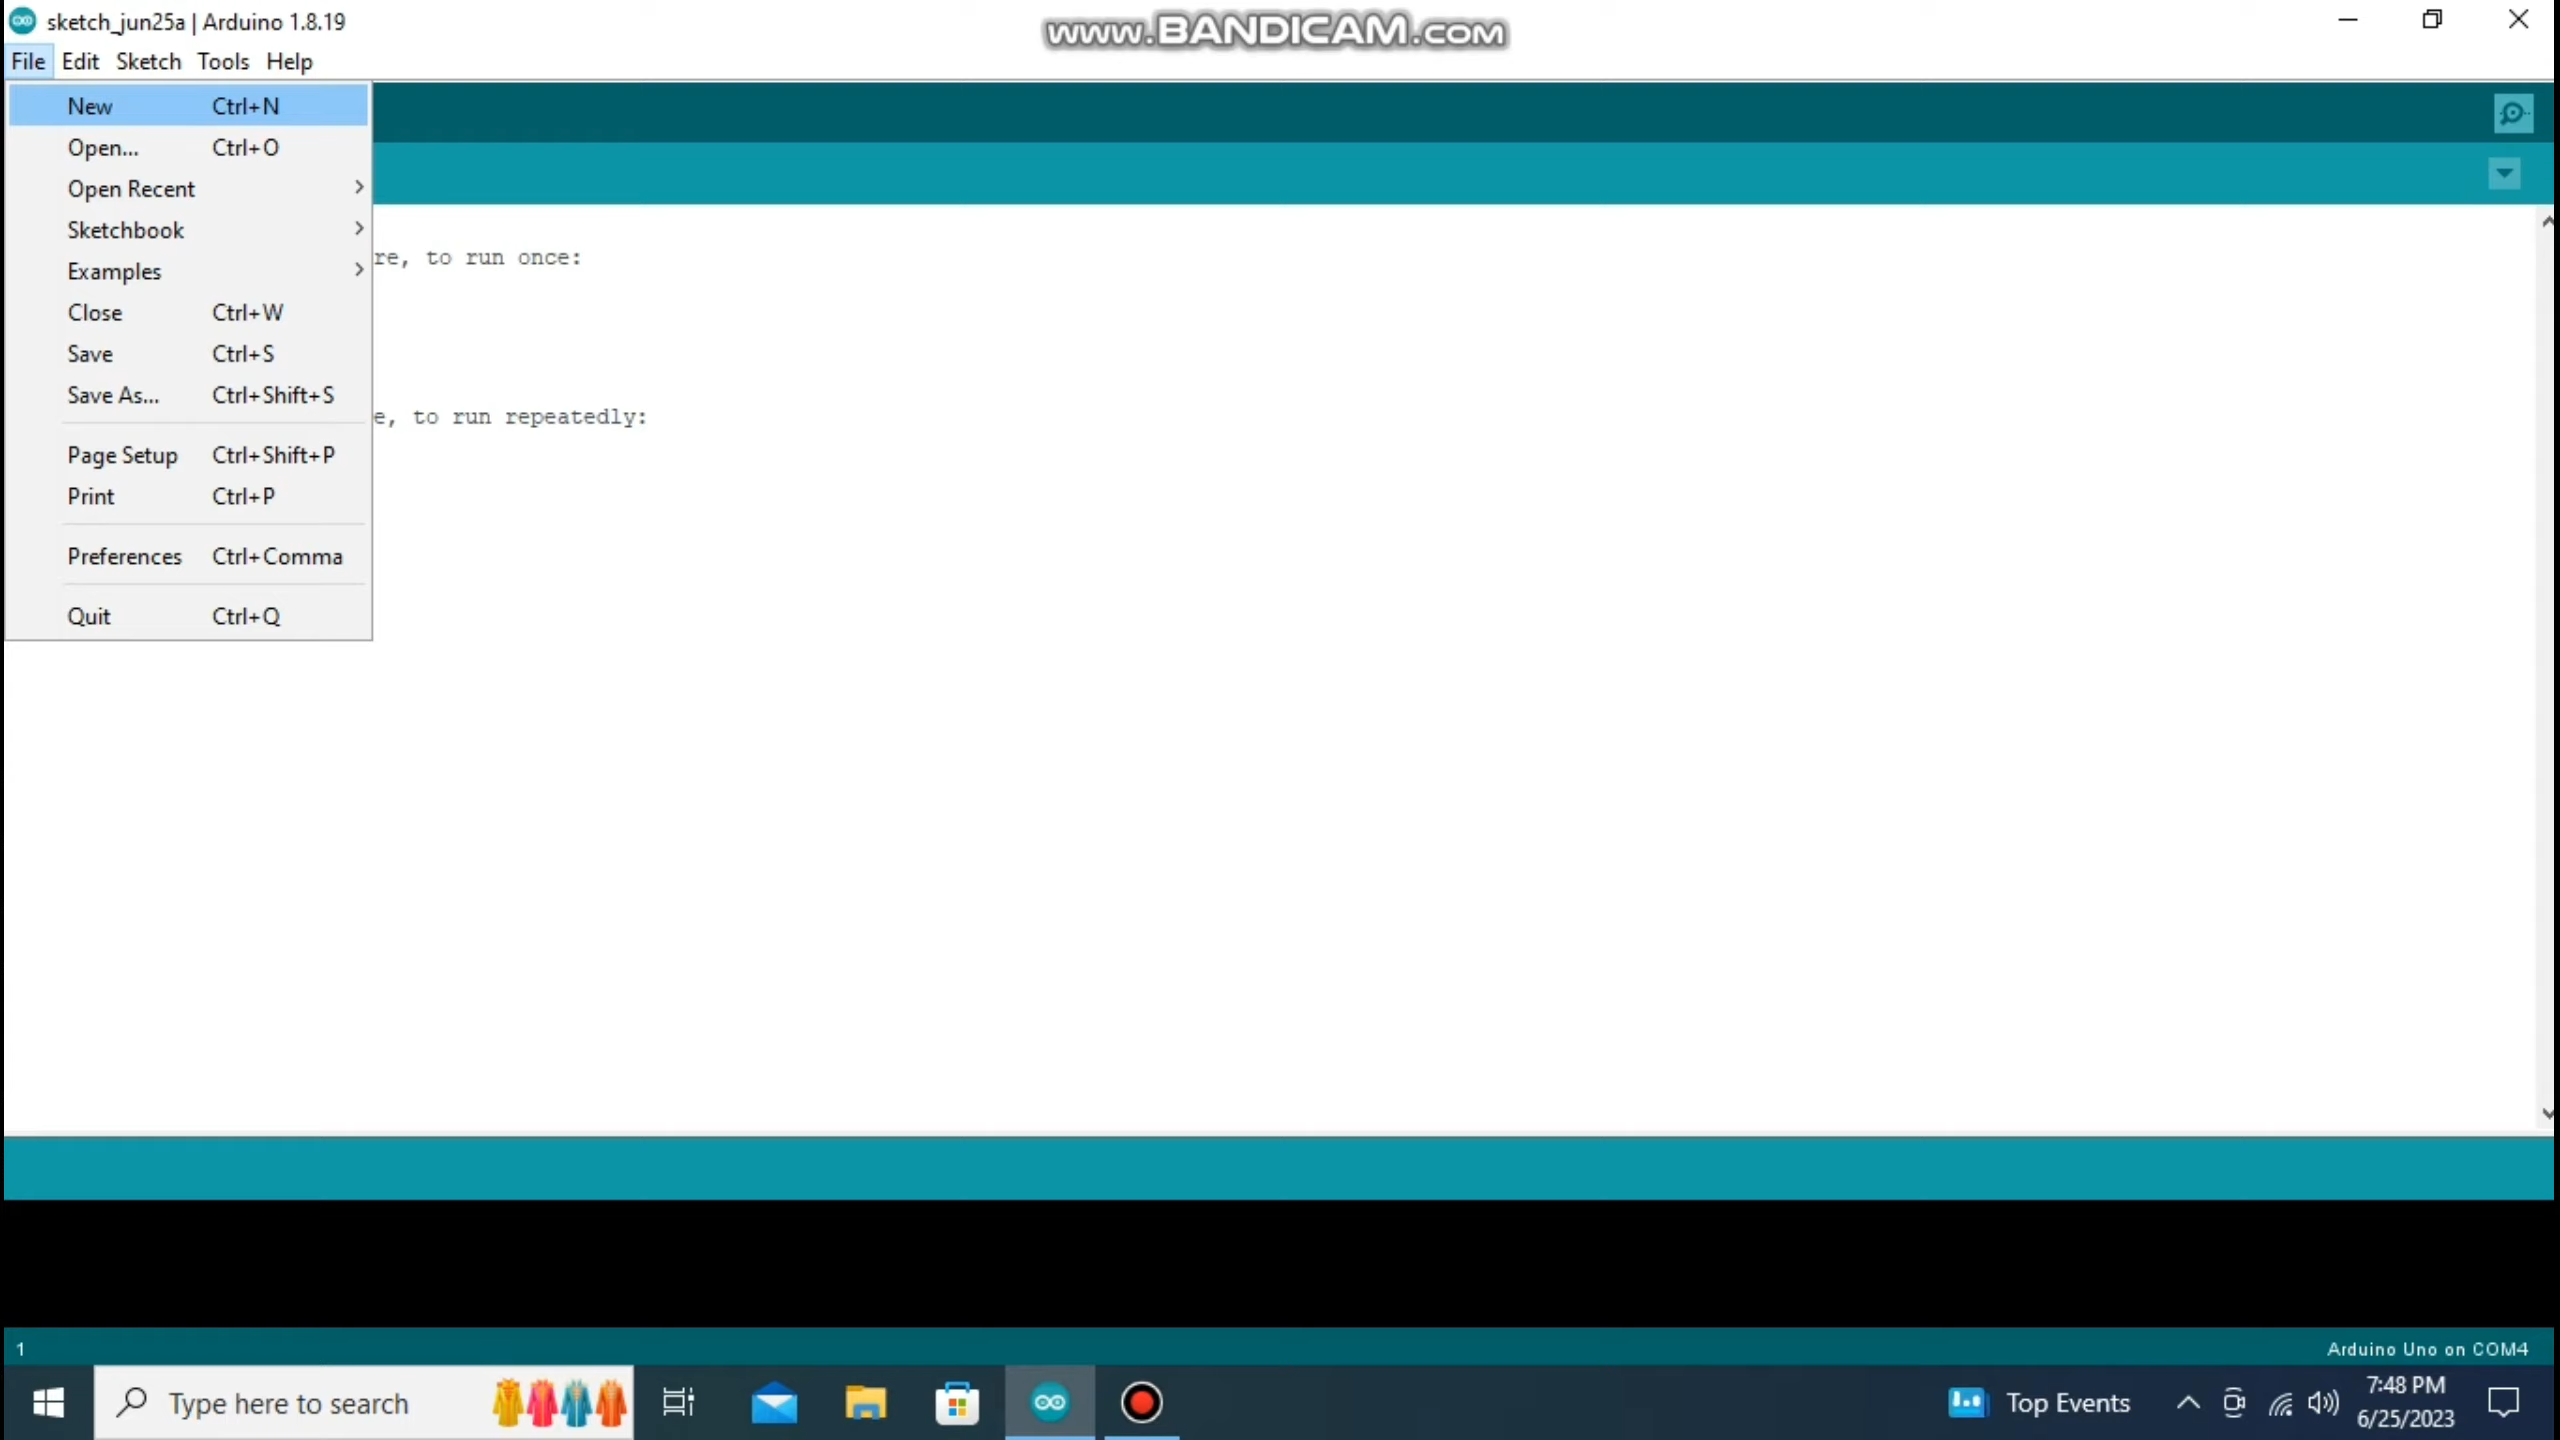 sketch_jun25a | Arduino 1.8.19
www.BANDICAM.com
File Edit Sketch Tools Help
New Ctrl+N
Open... Ctrl+O
Open Recent
Sketchbook
Examples
Close Ctrl+W
Save Ctrl+S
Save As... Ctrl+Shift+S
Page Setup Ctrl+Shift+P
Print Ctrl+P
Preferences Ctrl+Comma
Quit Ctrl+Q
re, to run once:
e, to run repeatedly:
1
Arduino Uno on COM4
Type here to search
Top Events
7:48 PM
6/25/2023